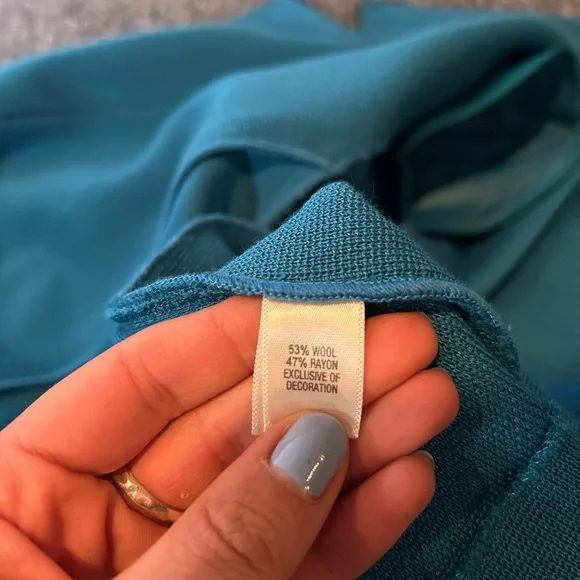 53% WOOL
47% RAYON
EXCLUSIVE OF
DECORATION